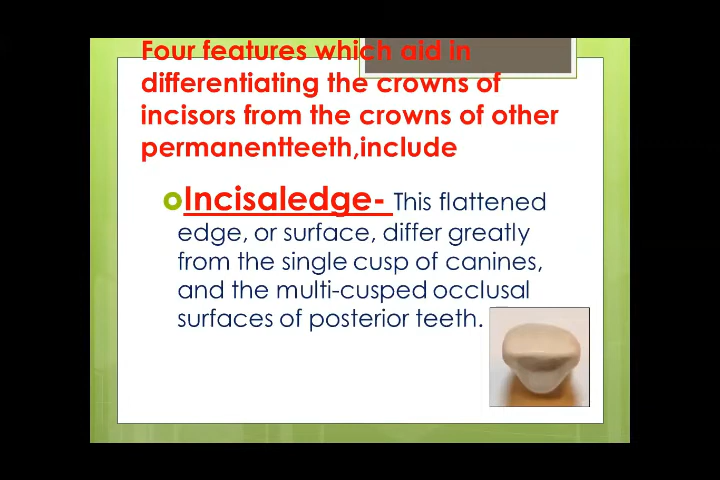 Four features which aid in
differentiating the crowns of
incisors from the crowns of other
permanentteeth,include
Incisaledge- This flattened
edge, or surface, differ greatly
from the single cusp of canines,
and the multi-cusped occlusal
surfaces of posterior teeth.